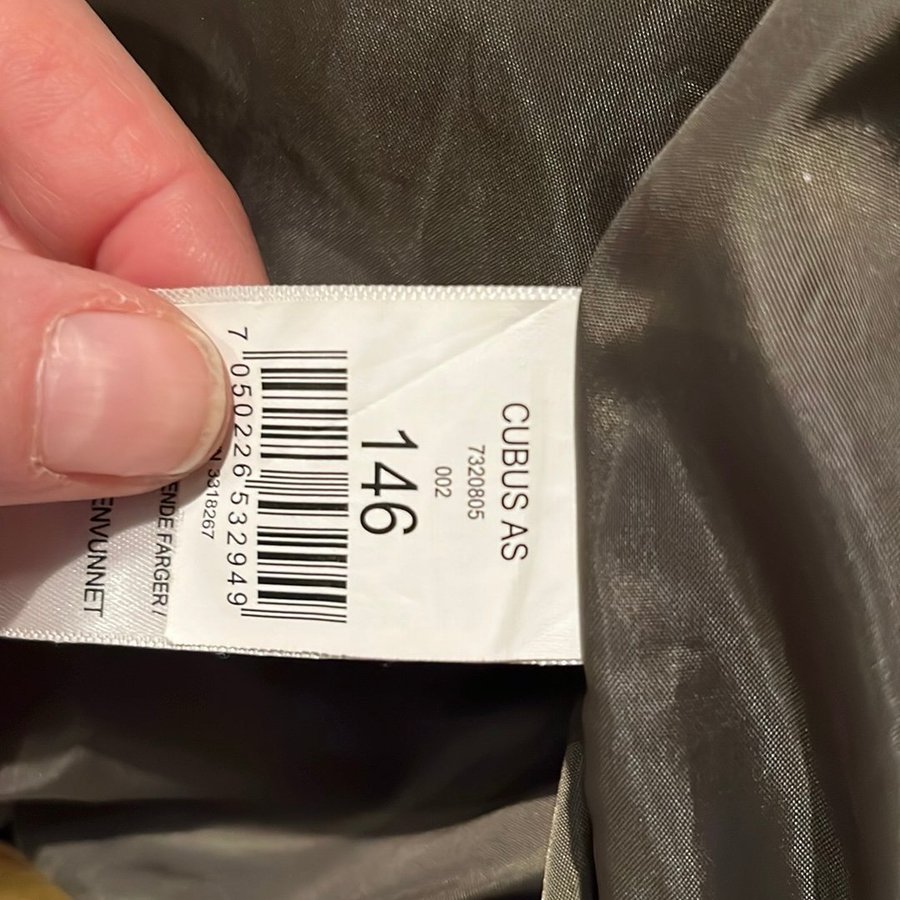 CUBUS AS
7320805
002
146
7 050226 532949
3318267
ENDE FARGER/
ENVUNNET